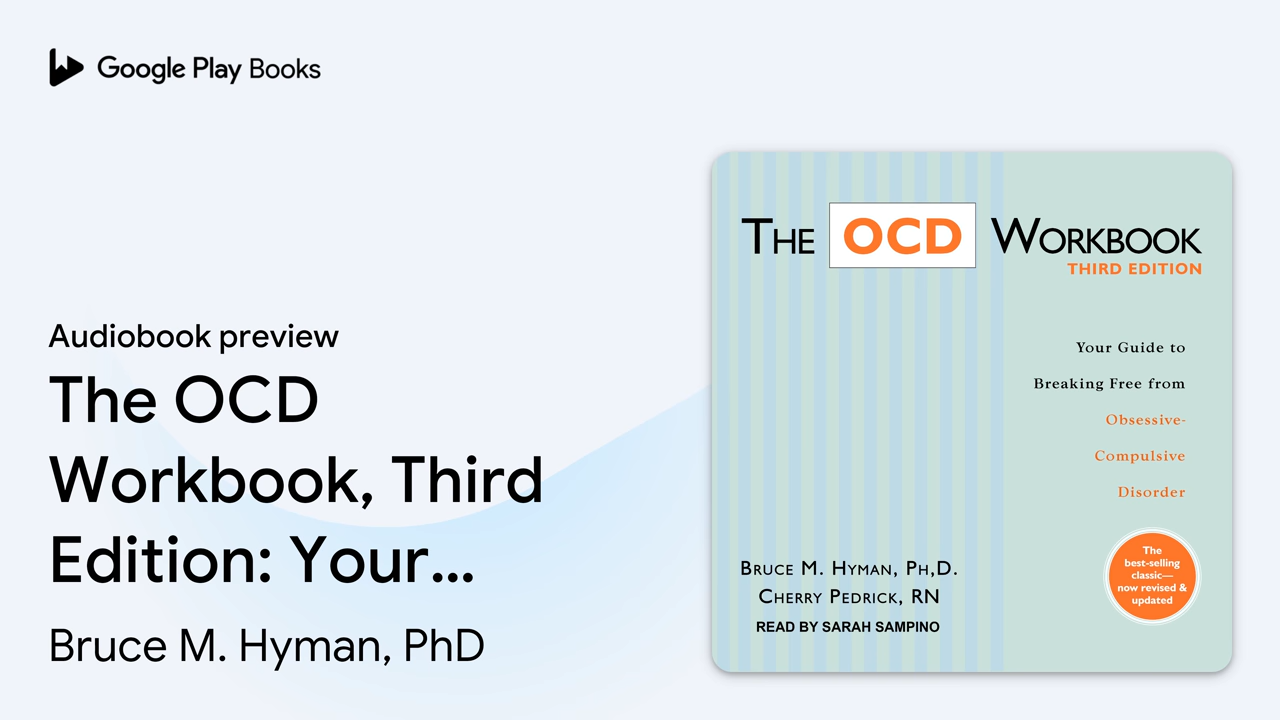 Google Play Books
Audiobook preview
The OCD
Workbook, Third
Edition: Your...
Bruce M. Hyman, PhD
The OCD Workbook
THIRD EDITION
Your Guide to
Breaking Free from
Obsessive-
Compulsive
Disorder
The
best-selling
classic—
now revised &
updated
Bruce M. Hyman, Ph,D.
Cherry Pedrick, RN
READ BY SARAH SAMPINO